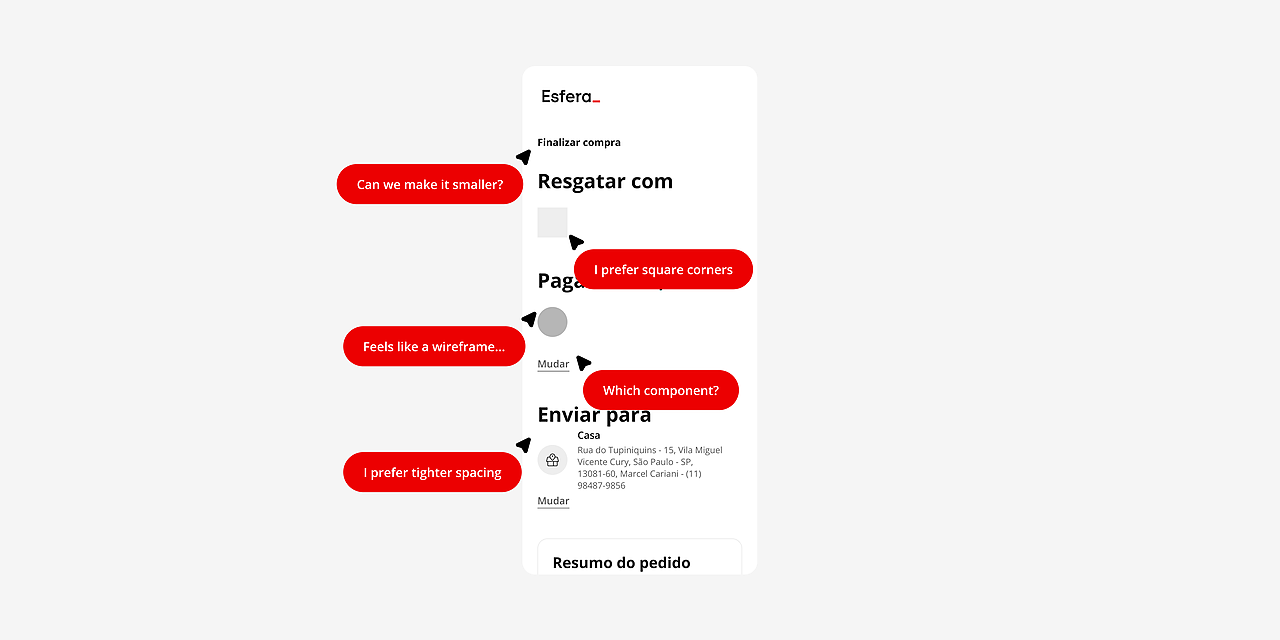 Esfera_
Finalizar compra
Can we make it smaller?
Resgatar com
I prefer square corners
Feels like a wireframe...
Mudar
Which component?
Enviar para
Casa
Rua do Tupiniquins - 15, Vila Miguel
Vicente Cury, São Paulo - SP,
13081-60, Marcel Cariani - (11)
98487-9856
I prefer tighter spacing
Mudar
Resumo do pedido